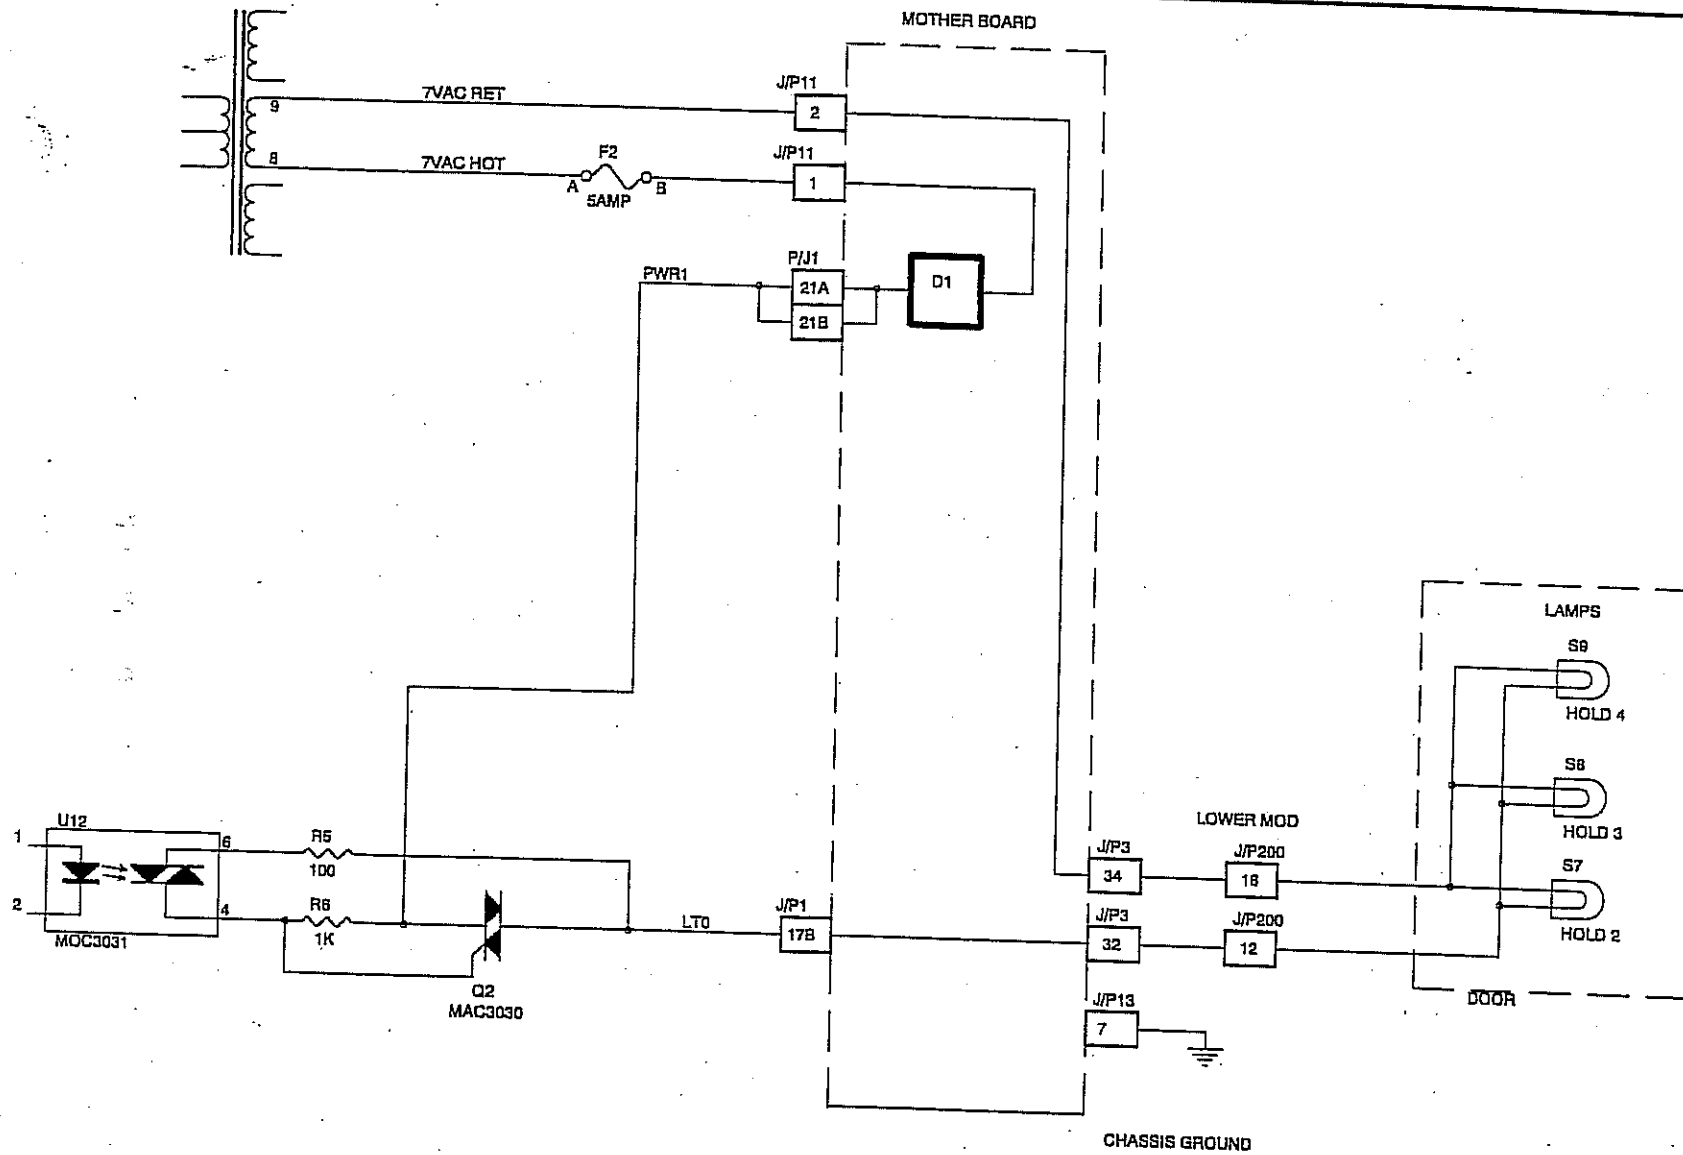 MOTHER BOARD
9
7VAC RET
J/P11
2
8
7VAC HOT
A
F2
B
5AMP
J/P11
1
PWR1
P/J1
21A
21B
D1
LAMPS
S9
HOLD 4
S8
HOLD 3
S7
HOLD 2
DOOR
LOWER MOD
J/P3
34
J/P200
18
J/P3
32
J/P200
12
J/P13
7
CHASSIS GROUND
U12
1
2
6
4
MOC3031
R5
100
R6
1K
Q2
MAC3030
LT0
J/P1
17B